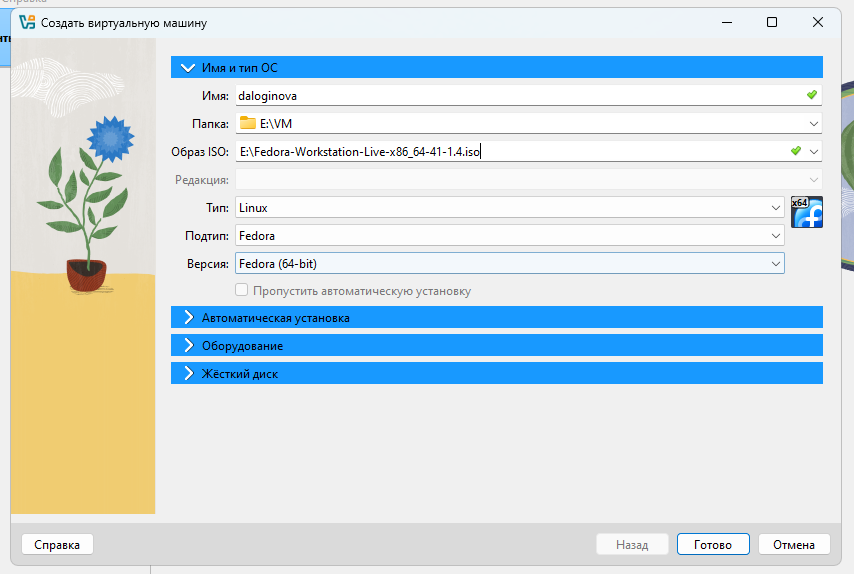 Справка
Создать виртуальную машину
Имя и тип ОС
Имя: daloginova
Папка: E:\VM
Образ ISO: E:\Fedora-Workstation-Live-x86_64-41-1.4.iso
Редакция:
Тип: Linux
x64
Подтип: Fedora
Версия: Fedora (64-bit)
Пропустить автоматическую установку
Автоматическая установка
Оборудование
Жёсткий диск
Справка Назад Готово Отмена